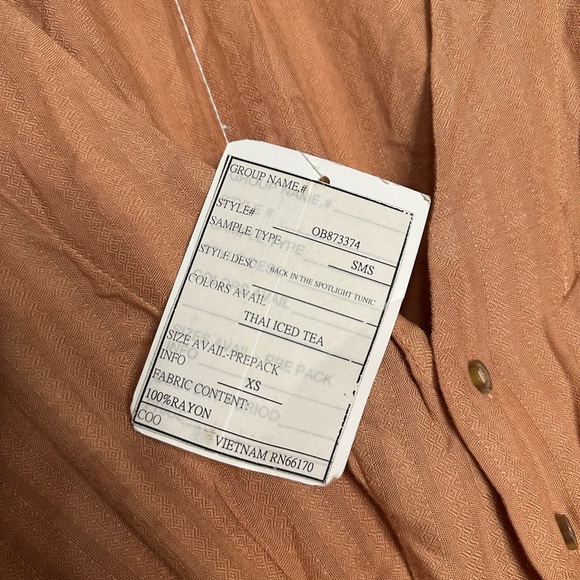 GROUP NAME,#
STYLE# OB873374
SAMPLE TYPE SMS
STYLE DESC BACK IN THE SPOTLIGHT TUNIC
COLORS AVAIL
THAI ICED TEA
SIZE AVAIL-PREPACK
INFO XS
FABRIC CONTENT:
100%RAYON
COO VIETNAM RN66170